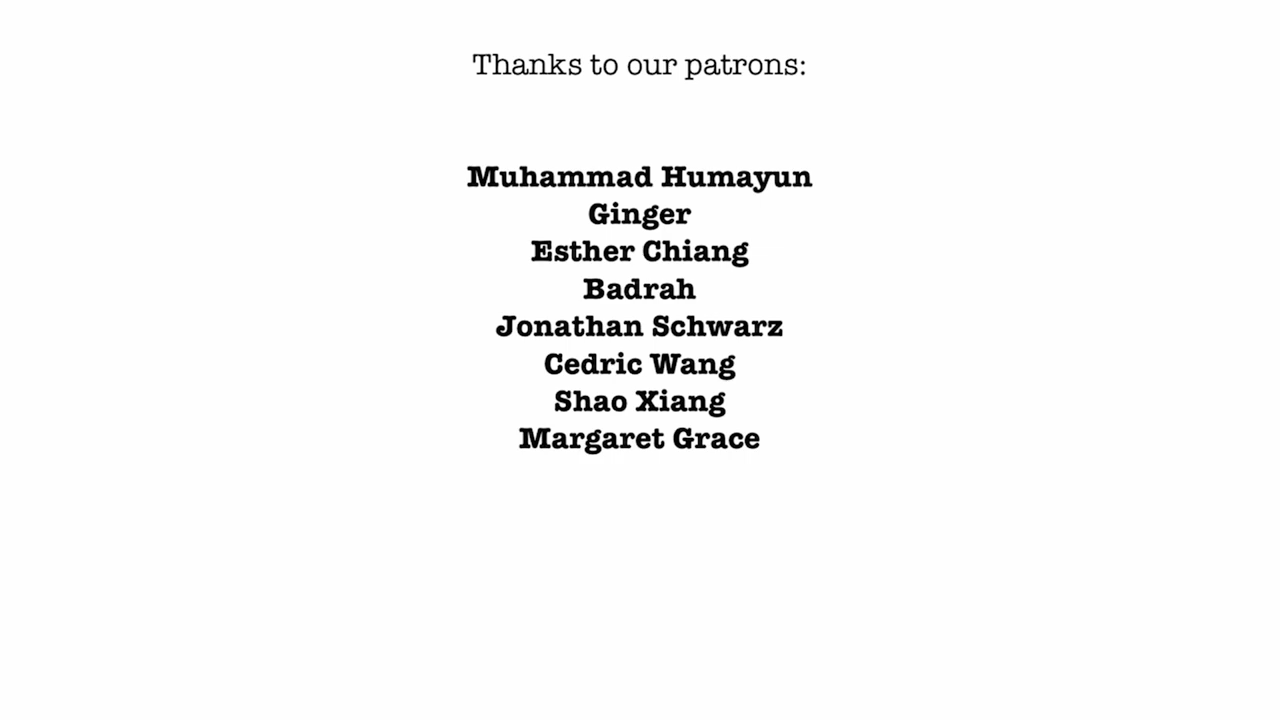 Thanks to our patrons:
Muhammad Humayun
Ginger
Esther Chiang
Badrah
Jonathan Schwarz
Cedric Wang
Shao Xiang
Margaret Grace